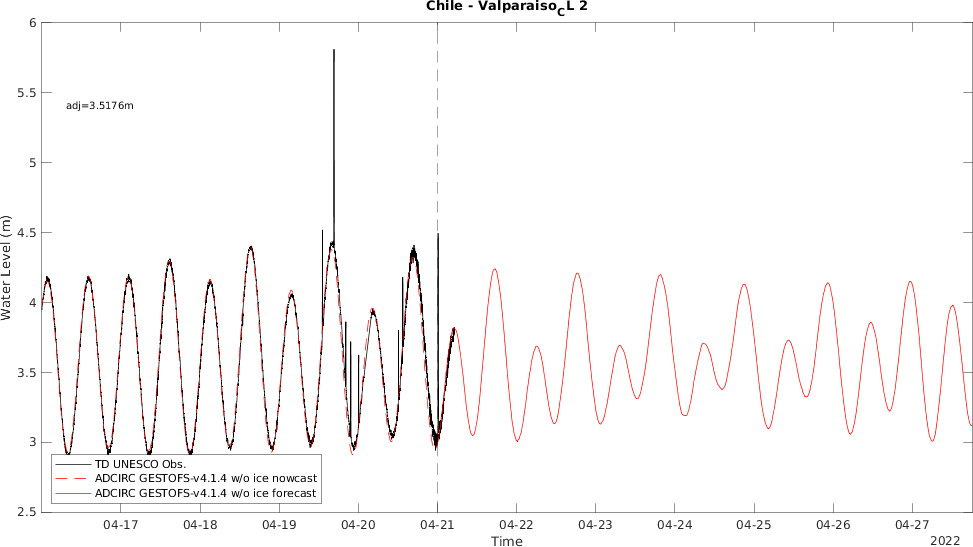 Chile - Valparaiso_CL 2
6
5.5
5
4.5
4
3.5
3
2.5
Water Level (m)
adj=3.5176m
TD UNESCO Obs.
ADCIRC GESTOFS-v4.1.4 w/o ice nowcast
ADCIRC GESTOFS-v4.1.4 w/o ice forecast
04-17 04-18 04-19 04-20 04-21 04-22 04-23 04-24 04-25 04-26 04-27
Time
2022